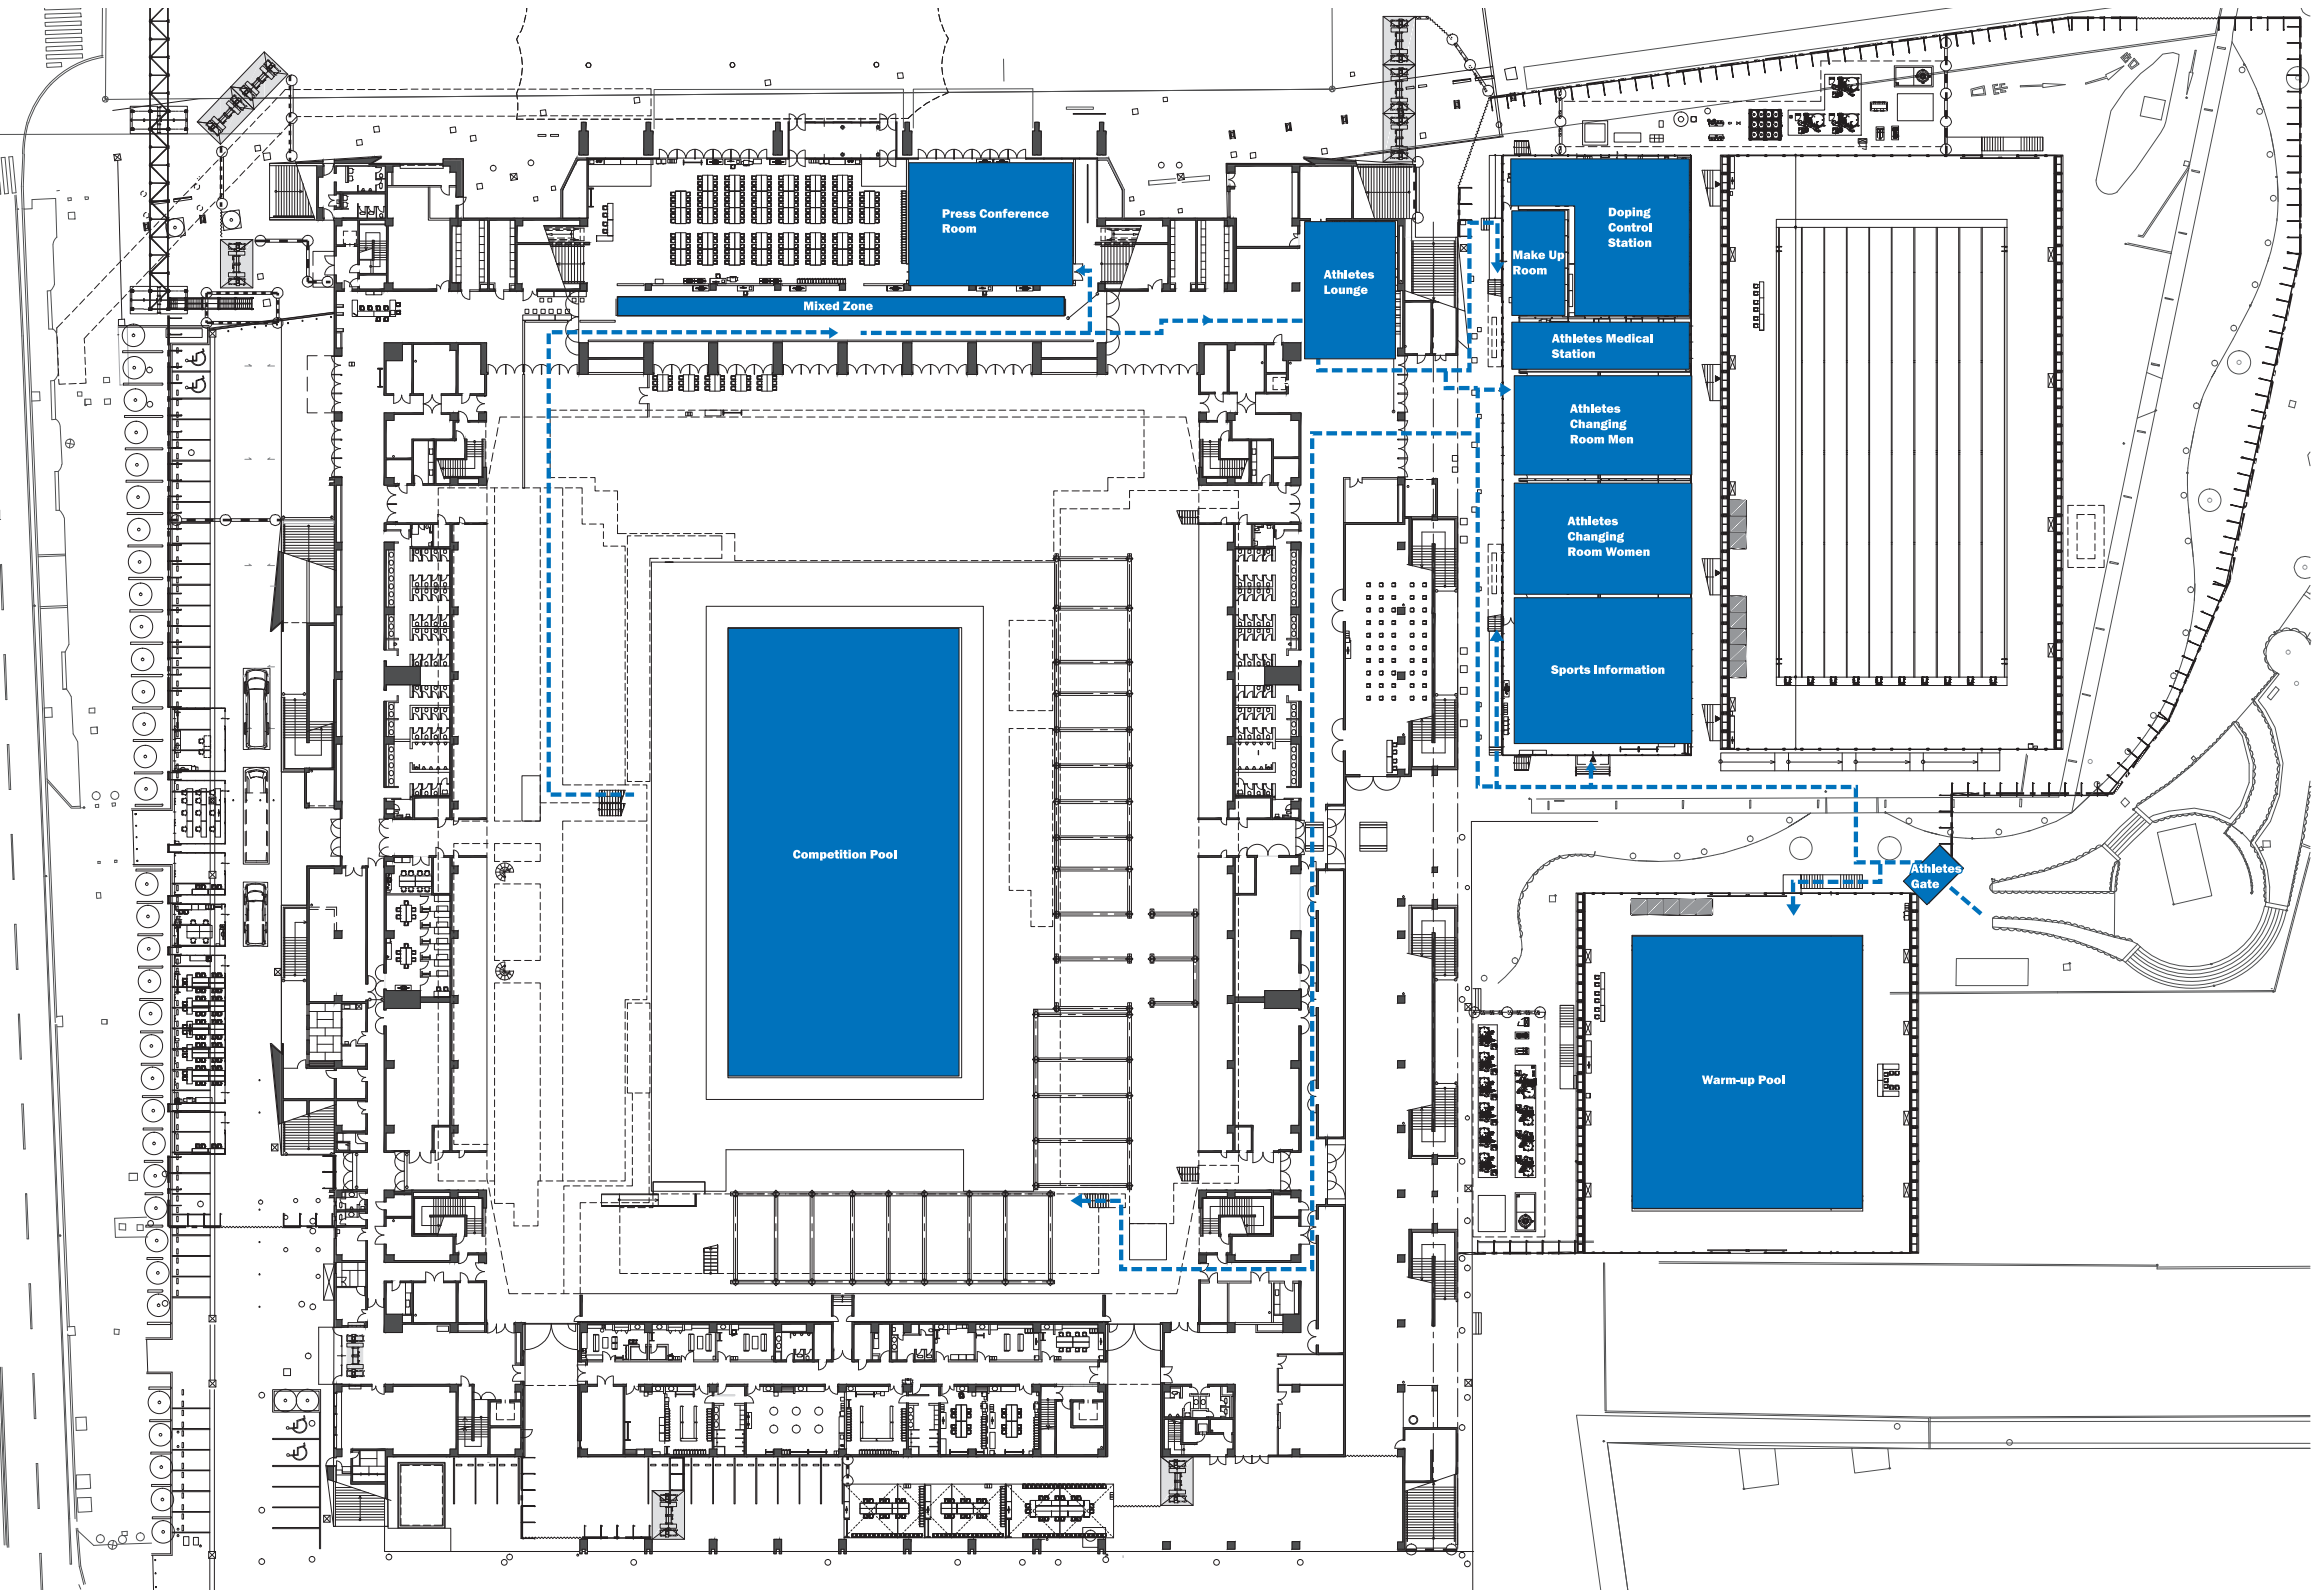 Press Conference
Room
Doping
Control
Station
Make Up
Room
Athletes
Lounge
Mixed Zone
Athletes Medical
Station
Athletes
Changing
Room Men
Athletes
Changing
Room Women
Sports Information
Competition Pool
Athletes
Gate
Warm-up Pool